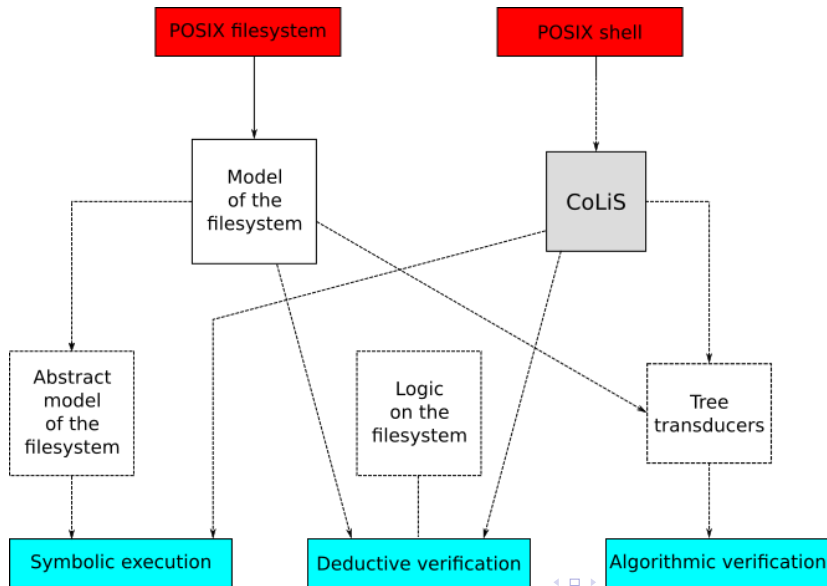 POSIX filesystem
POSIX shell
Model
of the
filesystem
CoLiS
Abstract
model
of the
filesystem
Logic
on the
filesystem
Tree
transducers
Symbolic execution
Deductive verification
Algorithmic verification